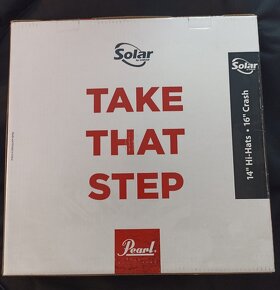 Solar
TAKE
THAT
STEP
Pearl
Solar
14" Hi-Hats • 16" Crash